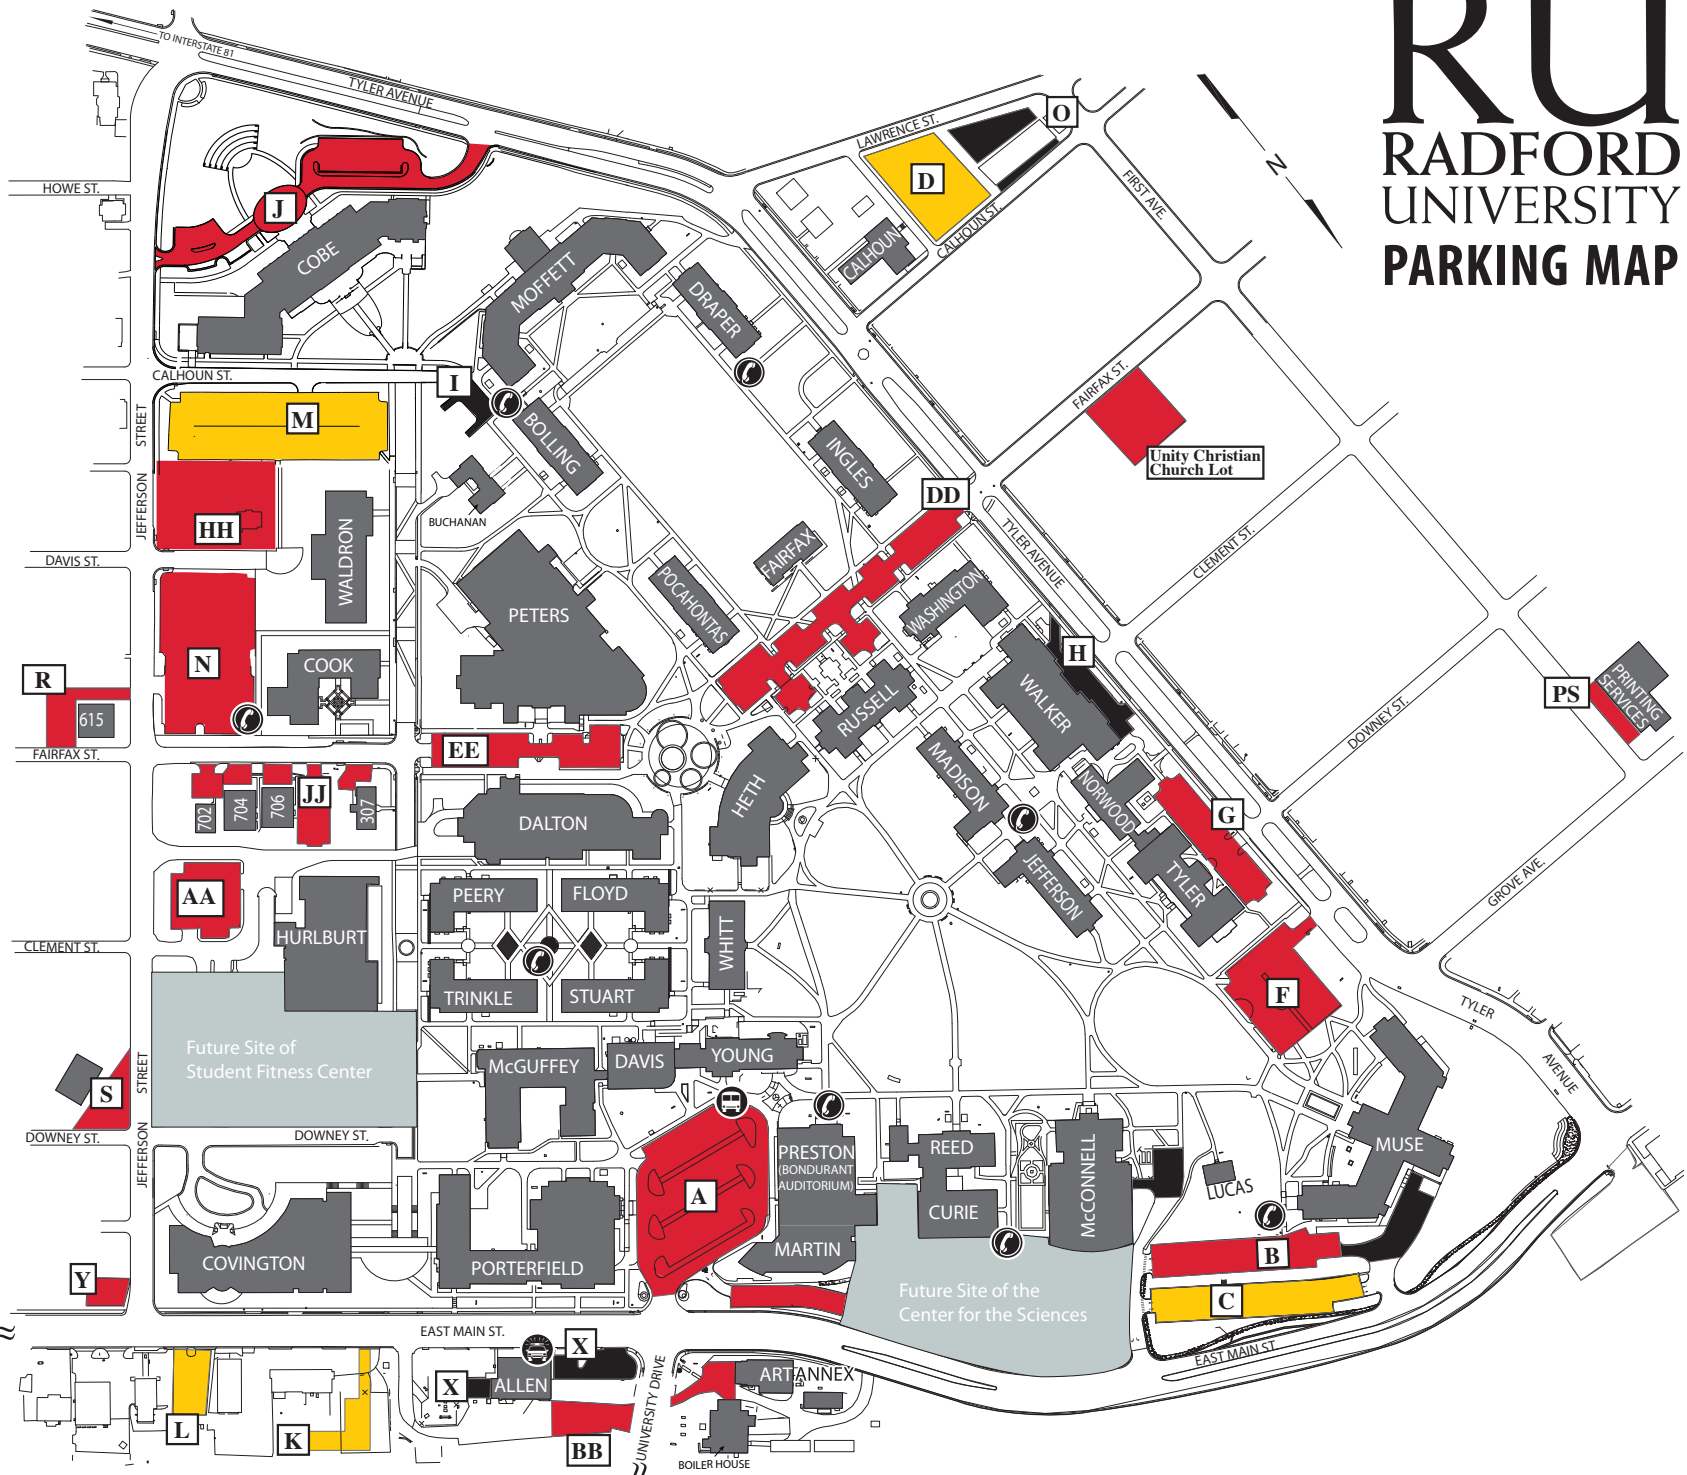 RU
RADFORD
UNIVERSITY
PARKING MAP
N
TO INTERSTATE 81
TYLER AVENUE
LAWRENCE ST.
O
D
FIRST AVE.
CALHOUN ST.
CALHOUN
HOWE ST.
J
COBE
MOFFETT
DRAPER
CALHOUN ST.
I
M
BOLLING
INGLES
FAIRFAX ST.
Unity Christian
Church Lot
JEFFERSON
STREET
HH
WALDRON
BUCHANAN
DD
TYLER AVENUE
CLEMENT ST.
DAVIS ST.
PETERS
POCAHONTAS
FAIRFAX
WASHINGTON
H
N
COOK
R
615
RUSSELL
WALKER
PS
PRINTING
SERVICES
DOWNEY ST.
FAIRFAX ST.
EE
HETH
MADISON
NORWOOD
G
702
704
706
JJ
307
DALTON
JEFFERSON
TYLER
GROVE AVE.
AA
PEERY
FLOYD
HURLBURT
WHITT
CLEMENT ST.
TRINKLE
STUART
F
TYLER
AVENUE
Future Site of
Student Fitness Center
McGUFFEY
DAVIS
YOUNG
S
STREET
JEFFERSON
DOWNEY ST.
DOWNEY ST.
PRESTON
(BONDURANT
AUDITORIUM)
REED
McCONNELL
MUSE
LUCAS
A
CURIE
COVINGTON
PORTERFIELD
MARTIN
B
Y
C
Future Site of the
Center for the Sciences
EAST MAIN ST.
EAST MAIN ST.
X
X
ALLEN
UNIVERSITY DRIVE
ART ANNEX
L
K
BB
BOILER HOUSE